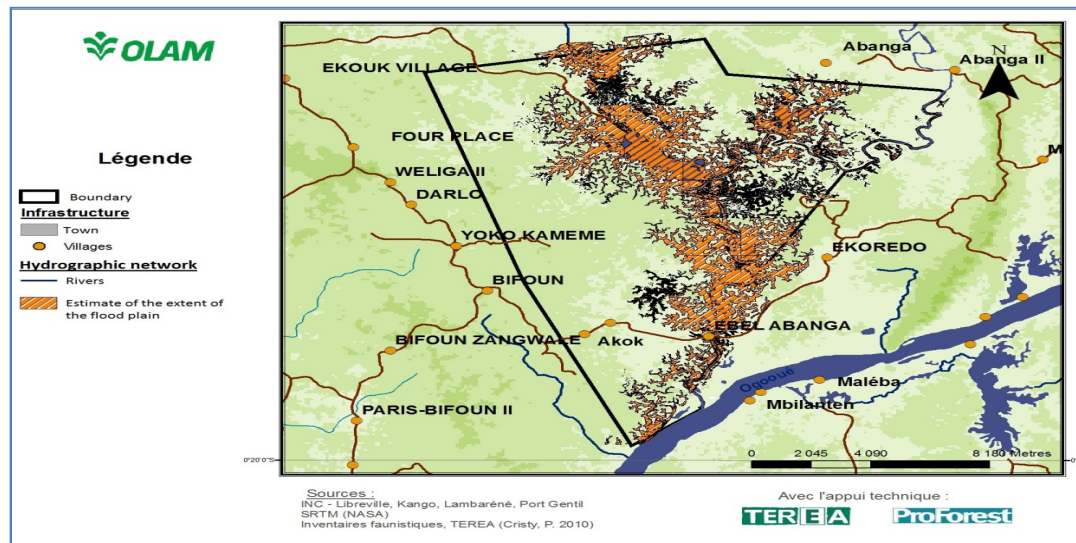 OLAM
Légende
Boundary
Infrastructure
Town
Villages
Hydrographic network
Rivers
Estimate of the extent of
the flood plain
EKOUK VILLAGE
Abanga
N
Abanga II
FOUR PLACE
M
WELIGA II
DARLO
YOKO KAMEME
EKOREDO
BIFOUN
EBEL ABANGA
BIFOUN ZANGWALE
Akok
Ogooué
Maléba
Mbilanten
PARIS-BIFOUN II
0°20'0"S
0°
0 2 045 4 090 8 180 Metres
Sources :
INC - Libreville, Kango, Lambaréné, Port Gentil
SRTM (NASA)
Inventaires faunistiques, TEREA (Cristy, P. 2010)
Avec l'appui technique :
TEREA
ProForest